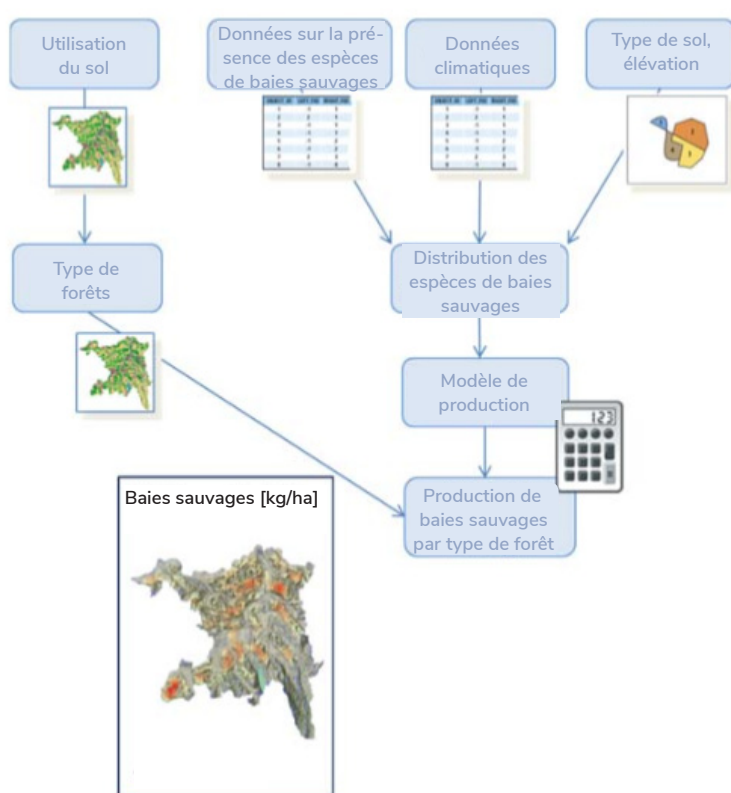 Utilisation
du sol
Données sur la pré-
sence des espèces
de baies sauvages
Données
climatiques
Type de sol,
élévation
Type de
forêts
Distribution des
espèces de baies
sauvages
Modèle de
production
123
Production de
baies sauvages
par type de forêt
Baies sauvages [kg/ha]